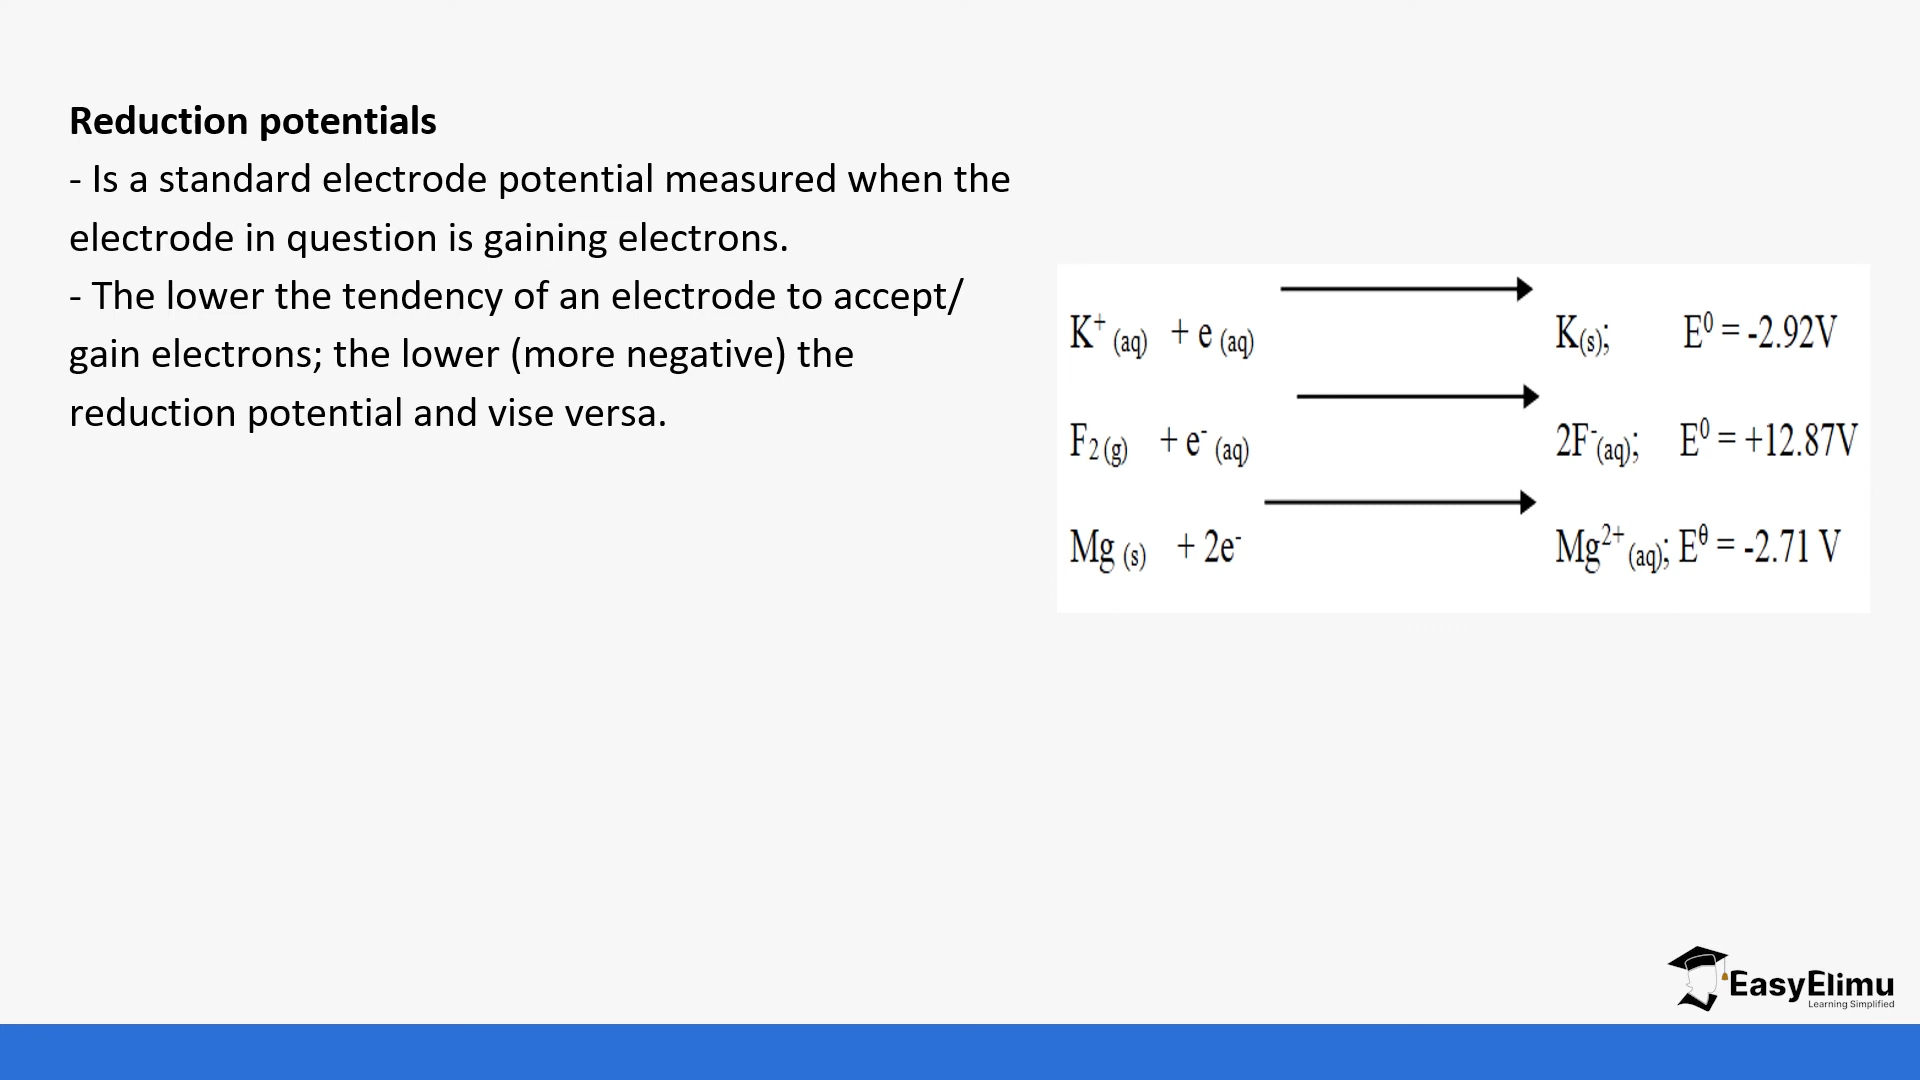 Reduction potentials
- Is a standard electrode potential measured when the
electrode in question is gaining electrons.
- The lower the tendency of an electrode to accept/
gain electrons; the lower (more negative) the
reduction potential and vise versa.
K⁺ (aq) + e (aq) → K(s); E⁰ = -2.92V
F₂ (g) + e⁻ (aq) → 2F⁻(aq); E⁰ = +12.87V
Mg (s) + 2e⁻ → Mg²⁺ (aq); E^θ = -2.71 V
EasyElimu
Learning Simplified